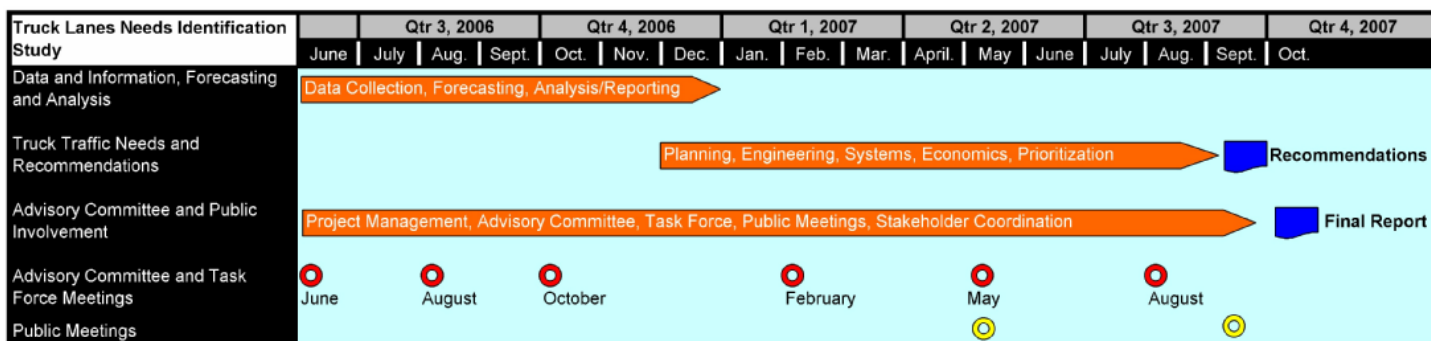 Truck Lanes Needs Identification Study
Qtr 3, 2006 Qtr 4, 2006 Qtr 1, 2007 Qtr 2, 2007 Qtr 3, 2007 Qtr 4, 2007
June July Aug. Sept. Oct. Nov. Dec. Jan. Feb. Mar. April. May June July Aug. Sept. Oct.
Data and Information, Forecasting
and Analysis
Data Collection, Forecasting, Analysis/Reporting
Truck Traffic Needs and
Recommendations
Planning, Engineering, Systems, Economics, Prioritization
Recommendations
Advisory Committee and Public
Involvement
Project Management, Advisory Committee, Task Force, Public Meetings, Stakeholder Coordination
Final Report
Advisory Committee and Task
Force Meetings
June August October February May August
Public Meetings